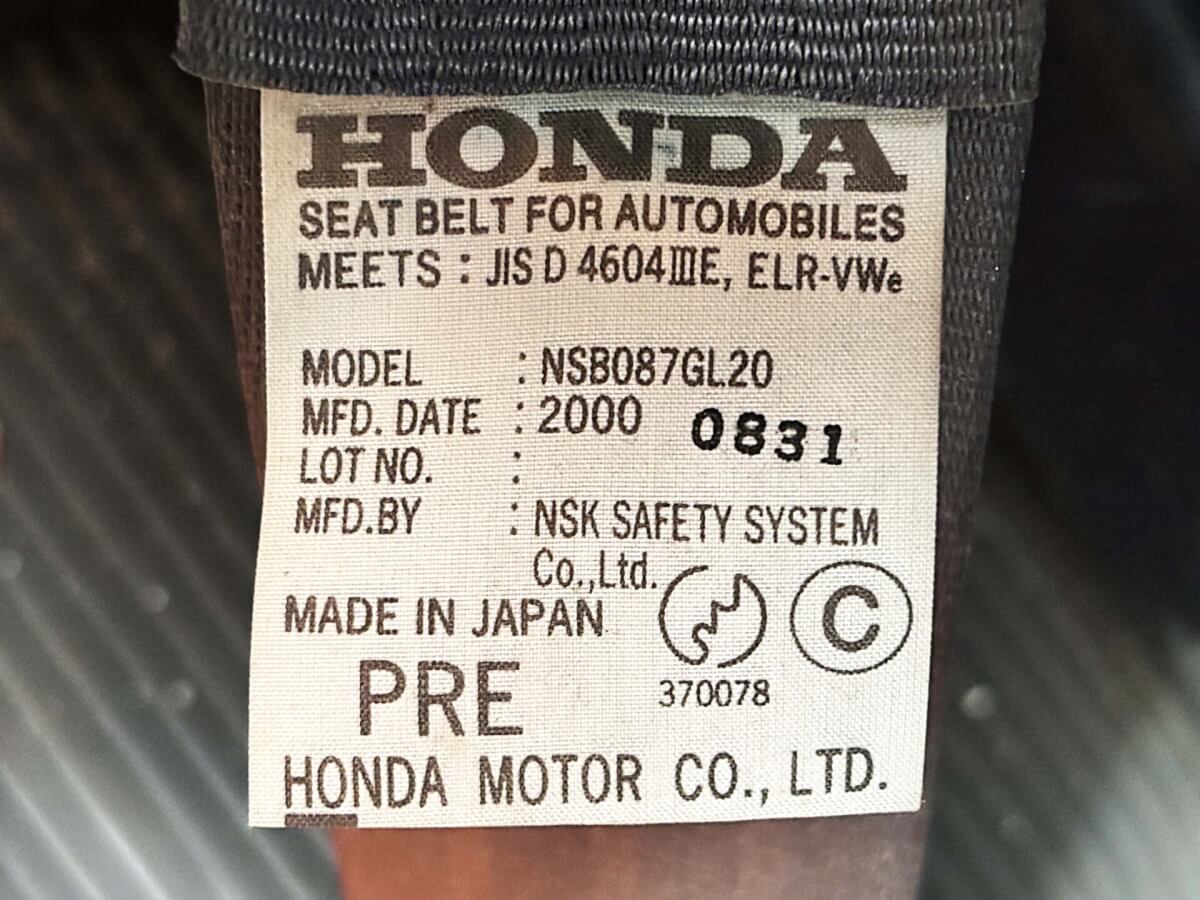 HONDA
SEAT BELT FOR AUTOMOBILES
MEETS : JIS D 4604ⅢE, ELR-VWe
MODEL : NSB087GL20
MFD. DATE : 2000 0831
LOT NO. :
MFD.BY : NSK SAFETY SYSTEM
Co.,Ltd.
MADE IN JAPAN
C
370078
PRE
HONDA MOTOR CO., LTD.